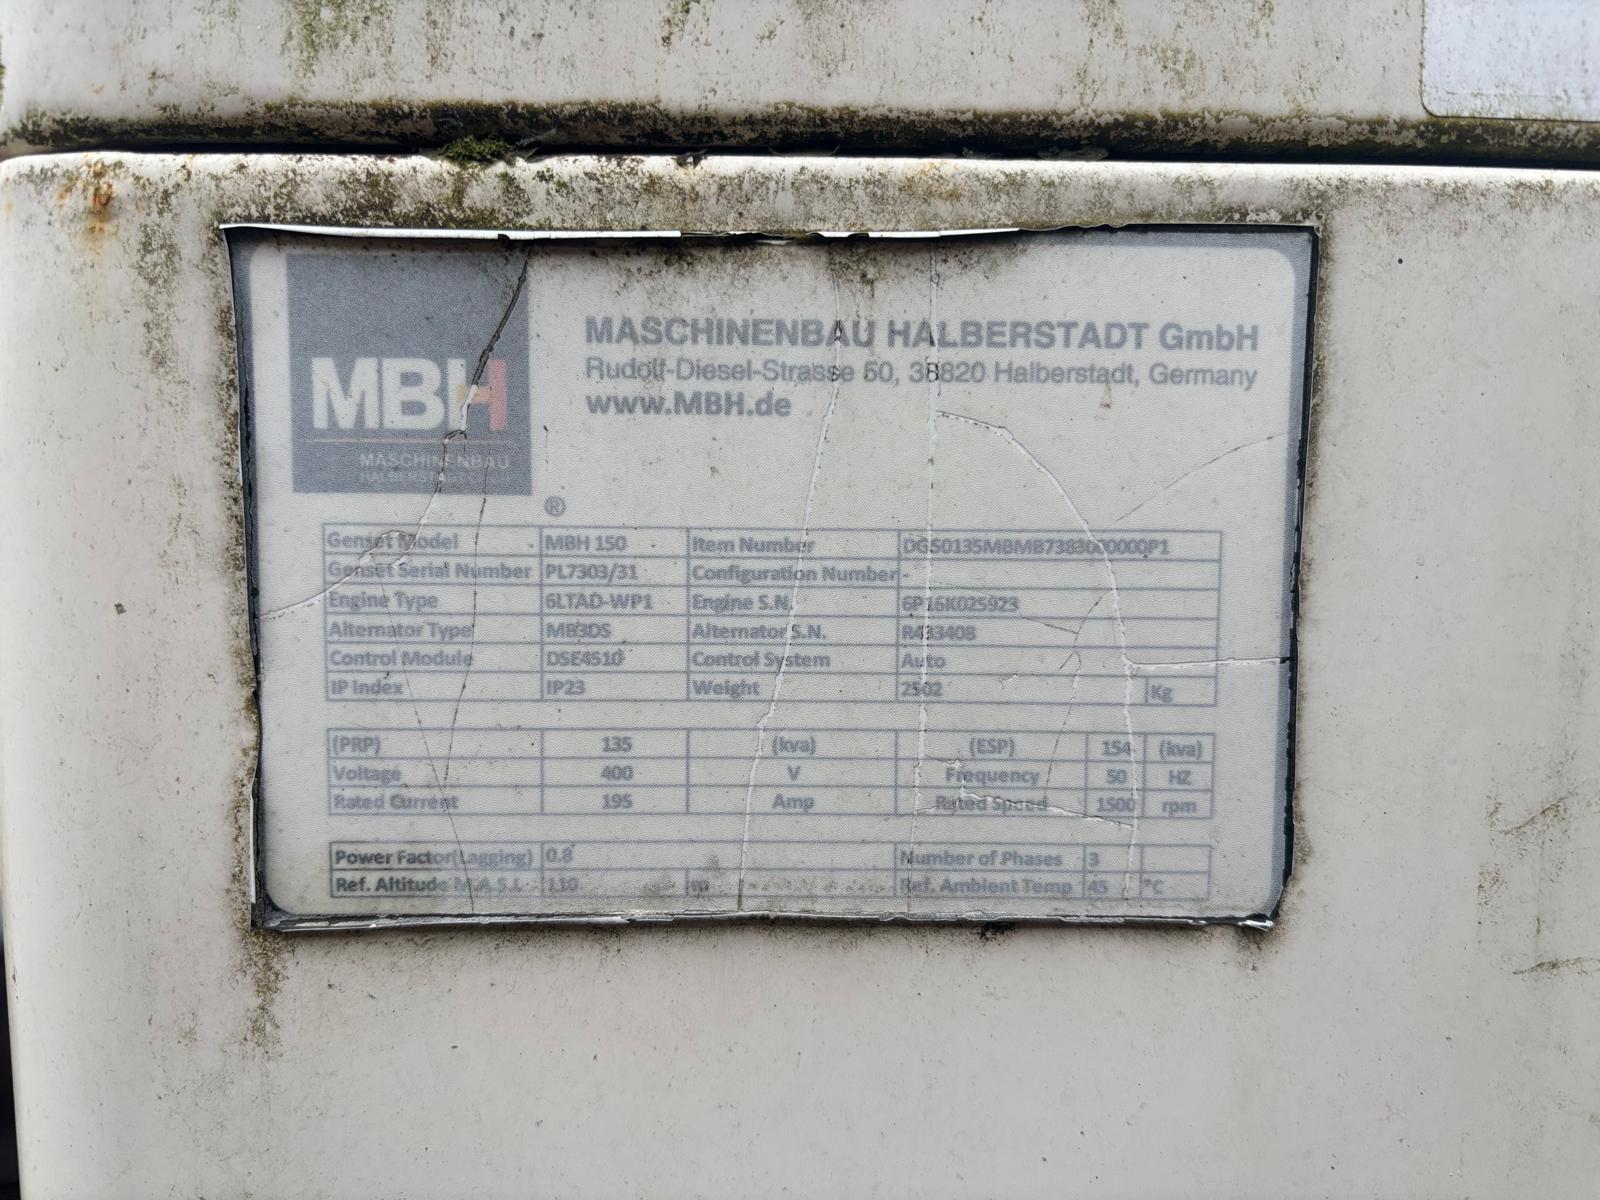 MBH
MASCHINENBAU
HALBERSTADT
®
MASCHINENBAU HALBERSTADT GmbH
Rudolf-Diesel-Strasse 50, 38820 Halberstadt, Germany
www.MBH.de
Genset Model MBH 150 Item Number
Genset Serial Number PL7303/31 Configuration Number -
Engine Type 6LTAD-WP1 Engine S.N. 6P16K025923
Alternator Type MB3DS Alternator S.N. R433408
Control Module DSE4510 Control System Auto
IP Index IP23 Weight 2502 Kg
(PRP) 135 (kva) (ESP) 154 (kva)
Voltage 400 V Frequency 50 HZ
Rated Current 195 Amp Rated Speed 1500 rpm
Power Factor(Lagging) 0.8 Number of Phases 3
Ref. Altitude M.A.S.L 110 m Ref. Ambient Temp 45 °C